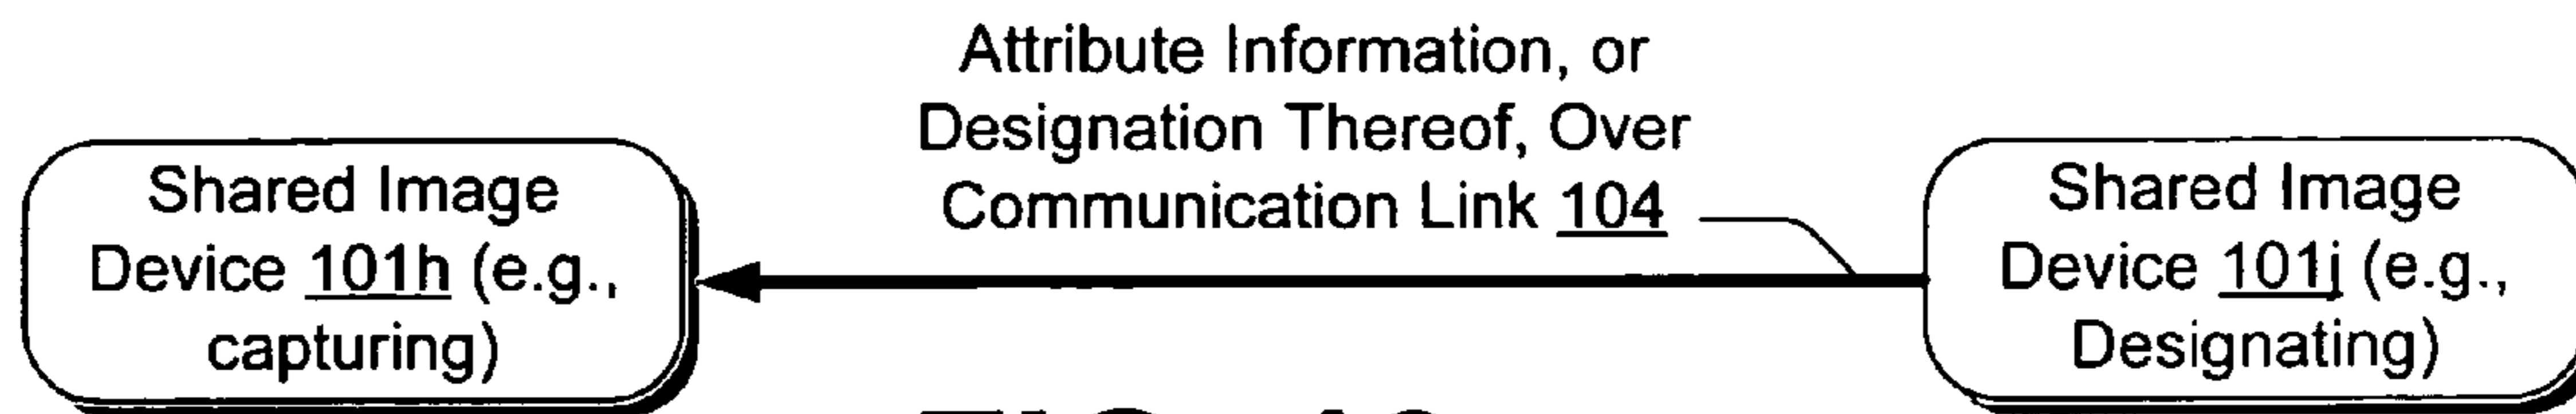 Attribute Information, or
Designation Thereof, Over
Communication Link 104
Shared Image
Device 101h (e.g.,
capturing)
Shared Image
Device 101j (e.g.,
Designating)